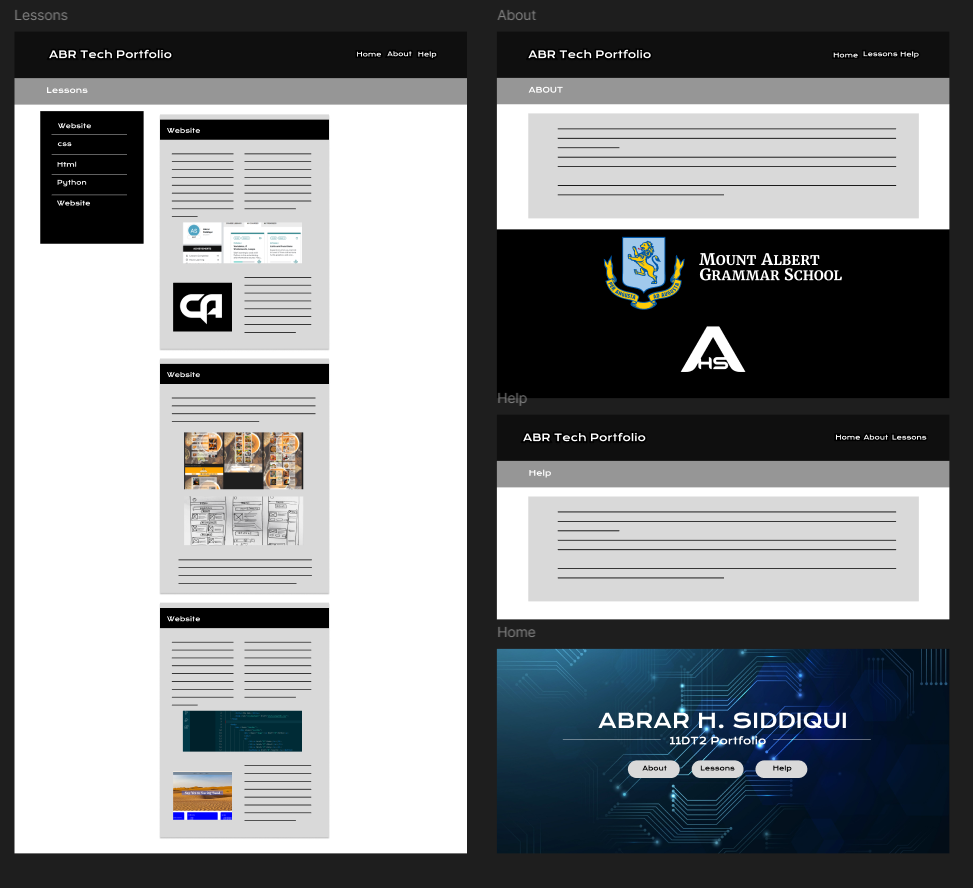 Lessons
ABR Tech Portfolio
Home About Help
Lessons
Website
css
Html
Python
Website
Website
CA
Website
Website
About
ABR Tech Portfolio
Home Lessons Help
ABOUT
MOUNT ALBERT
GRAMMAR SCHOOL
HS
Help
ABR Tech Portfolio
Home About Lessons
Help
Home
ABRAR H. SIDDIQUI
11DT2 Portfolio
About Lessons Help